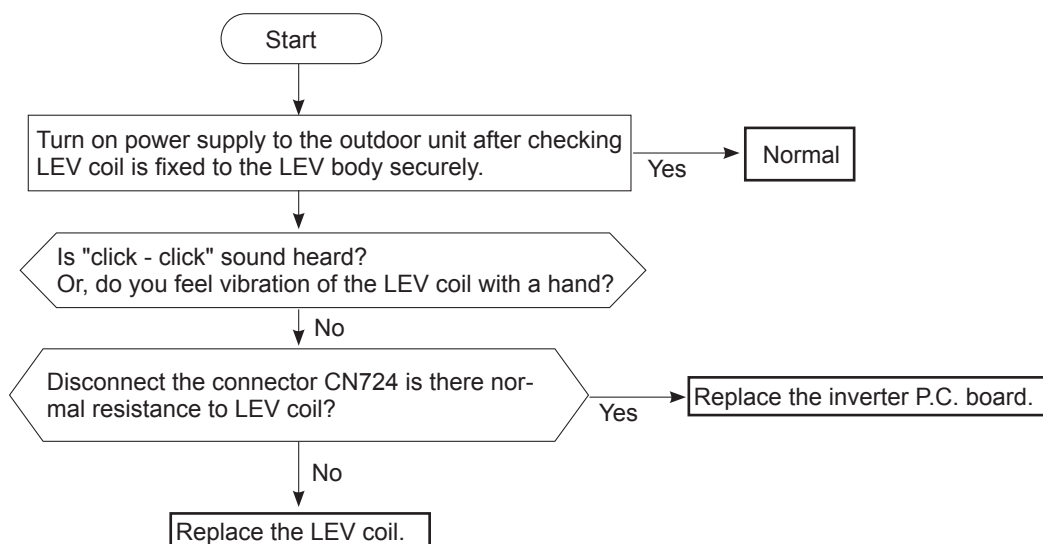 Start
Turn on power supply to the outdoor unit after checking
LEV coil is fixed to the LEV body securely.
Yes
Normal
Is "click - click" sound heard?
Or, do you feel vibration of the LEV coil with a hand?
No
Disconnect the connector CN724 is there nor-
mal resistance to LEV coil?
Yes
Replace the inverter P.C. board.
No
Replace the LEV coil.